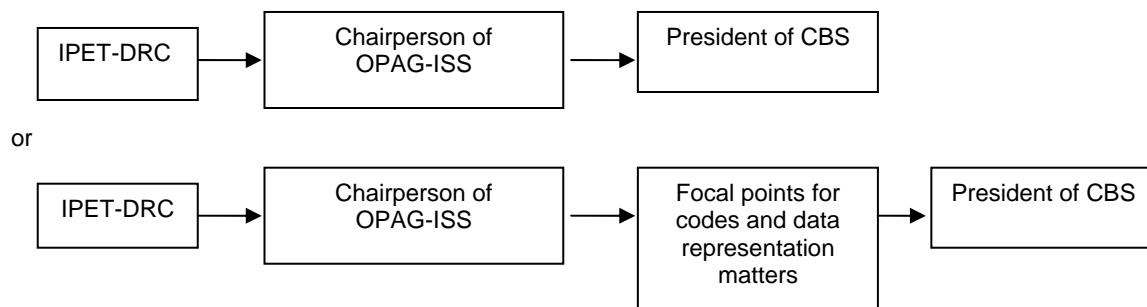 IPET-DRC
Chairperson of
OPAG-ISS
President of CBS
or
IPET-DRC
Chairperson of
OPAG-ISS
Focal points for
codes and data
representation
matters
President of CBS